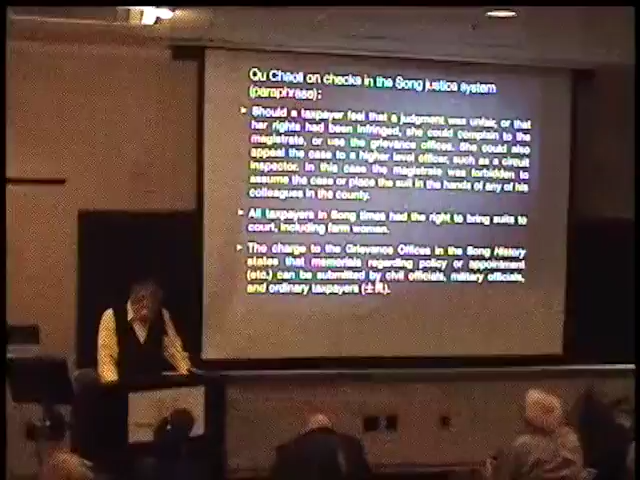 Qu Chaoli on checks in the Song justice system
(paraphrase):
➢ Should a taxpayer feel that a judgment was unfair, or that
her rights had been infringed, she could complain to the
magistrate, or use the grievance offices. She could also
appeal the case to a higher level officer, such as a circuit
inspector. In this case the magistrate was forbidden to
assume the case or place the suit in the hands of any of his
colleagues in the county.
➢ All taxpayers in Song times had the right to bring suits to
court, including farm women.
➢ The charge to the Grievance Offices in the Song History
states that memorials regarding policy or appointment
(etc.) can be submitted by civil officials, military officials,
and ordinary taxpayers (士民).